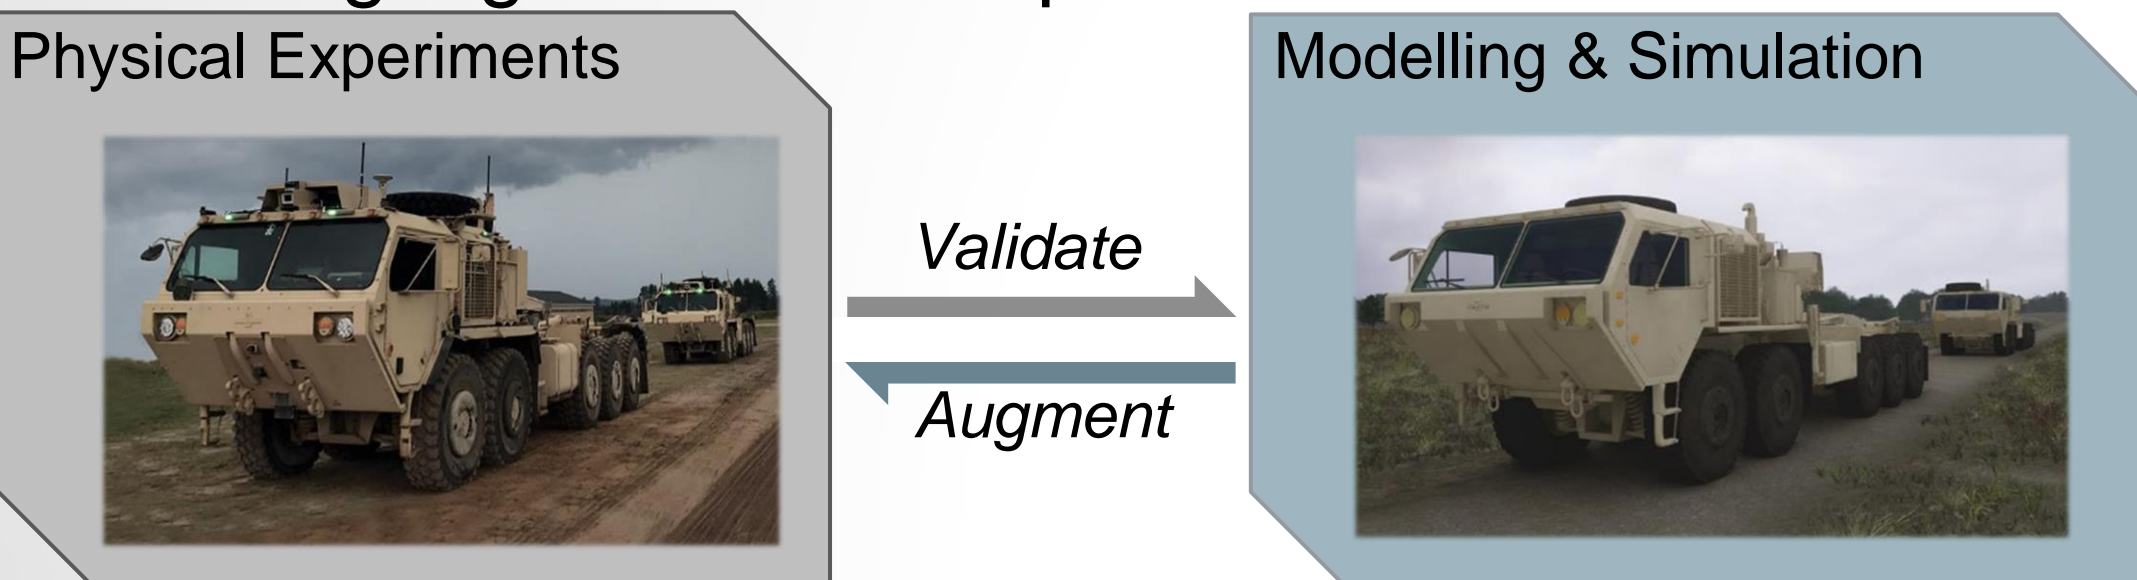 Physical Experiments
Modelling & Simulation
Validate
Augment